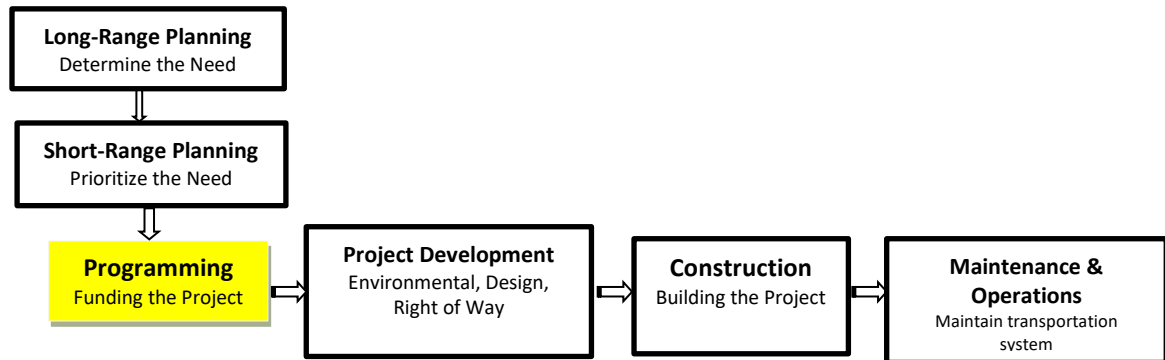 Long-Range Planning
Determine the Need
Short-Range Planning
Prioritize the Need
Programming
Funding the Project
Project Development
Environmental, Design,
Right of Way
Construction
Building the Project
Maintenance &
Operations
Maintain transportation
system